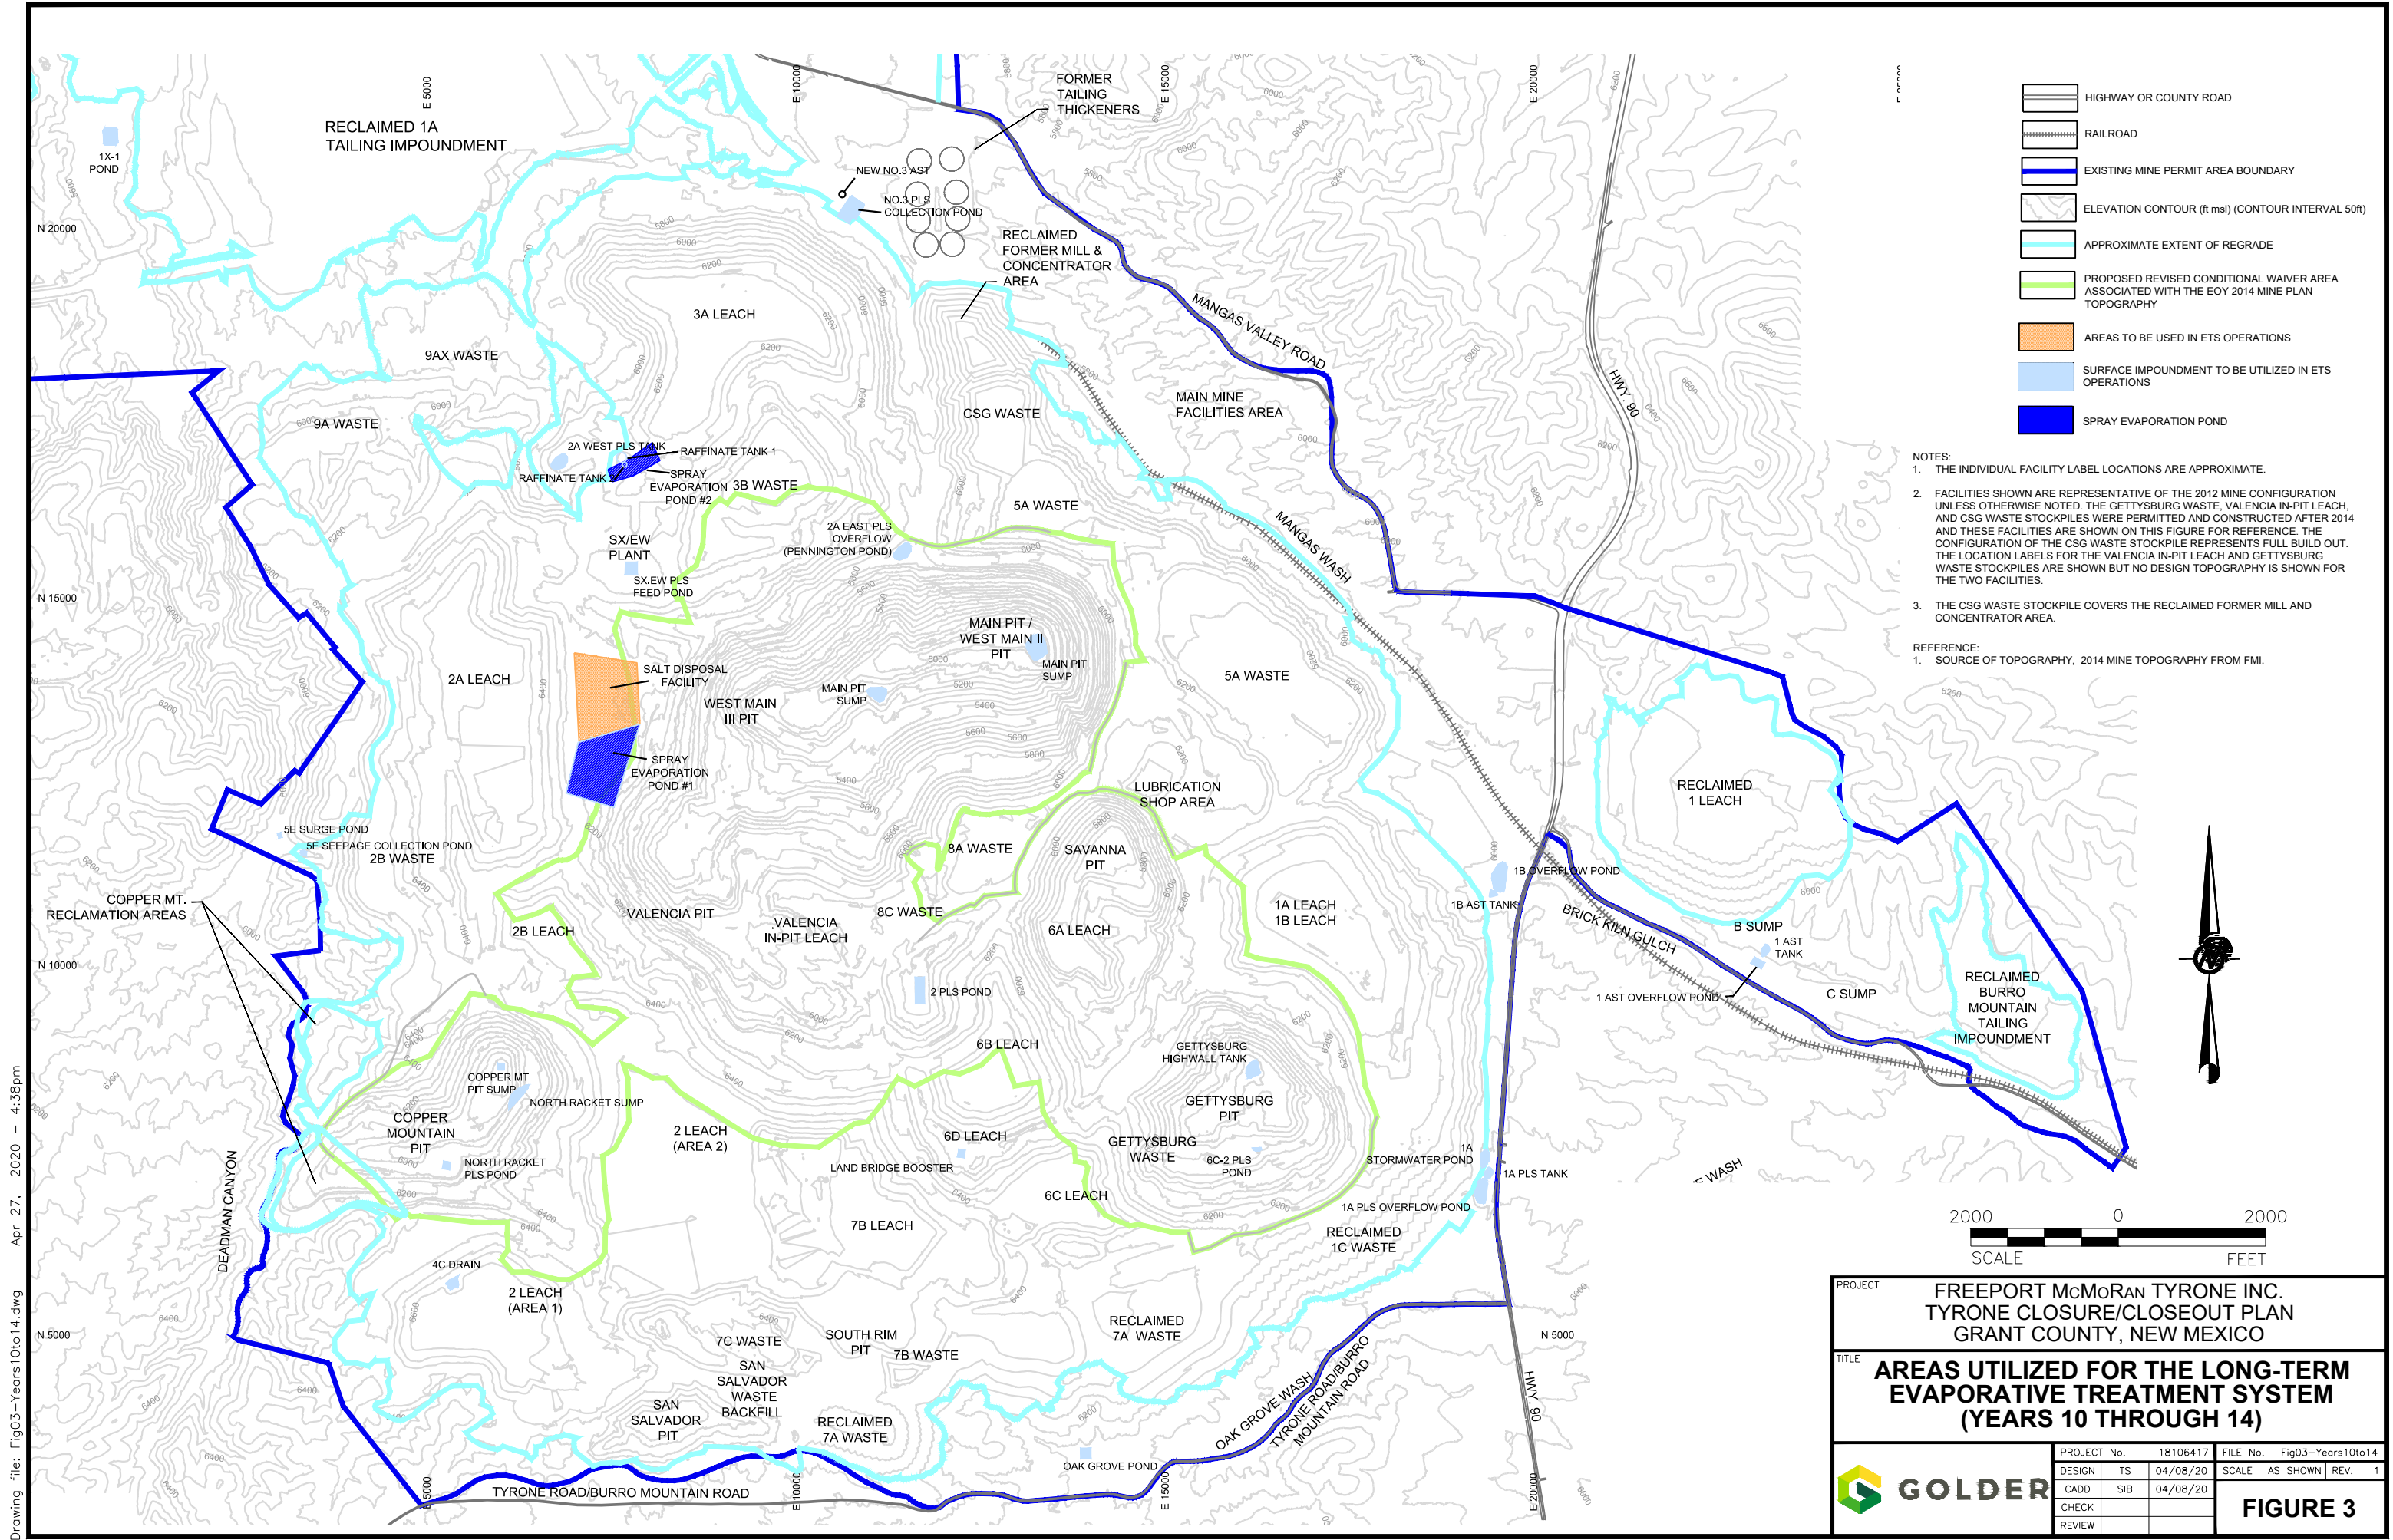 FORMER
TAILING
THICKENERS
E 5000
E 10000
E 15000
E 20000
RECLAIMED 1A
TAILING IMPOUNDMENT
1X-1
POND
NEW NO.3 AST
NO.3 PLS
COLLECTION POND
N 20000
RECLAIMED
FORMER MILL &
CONCENTRATOR
AREA
3A LEACH
MANGAS VALLEY ROAD
HWY. 90
9AX WASTE
9A WASTE
CSG WASTE
MAIN MINE
FACILITIES AREA
2A WEST PLS TANK
RAFFINATE TANK 1
RAFFINATE TANK 2
SPRAY
EVAPORATION
POND #2
3B WASTE
5A WASTE
SX/EW
PLANT
2A EAST PLS
OVERFLOW
(PENNINGTON POND)
SX.EW PLS
FEED POND
MANGAS WASH
N 15000
MAIN PIT /
WEST MAIN II
PIT
MAIN PIT
SUMP
2A LEACH
SALT DISPOSAL
FACILITY
MAIN PIT
SUMP
WEST MAIN
III PIT
5A WASTE
SPRAY
EVAPORATION
POND #1
LUBRICATION
SHOP AREA
RECLAIMED
1 LEACH
5E SURGE POND
5E SEEPAGE COLLECTION POND
2B WASTE
8A WASTE
SAVANNA
PIT
1B OVERFLOW POND
COPPER MT.
RECLAMATION AREAS
VALENCIA PIT
VALENCIA
IN-PIT LEACH
8C WASTE
2B LEACH
6A LEACH
1A LEACH
1B LEACH
1B AST TANK
BRICK KILN GULCH
B SUMP
1 AST
TANK
N 10000
2 PLS POND
1 AST OVERFLOW POND
C SUMP
RECLAIMED
BURRO
MOUNTAIN
TAILING
IMPOUNDMENT
6B LEACH
GETTYSBURG
HIGHWALL TANK
COPPER MT
PIT SUMP
NORTH RACKET SUMP
GETTYSBURG
PIT
COPPER
MOUNTAIN
PIT
2 LEACH
(AREA 2)
6D LEACH
GETTYSBURG
WASTE
6C-2 PLS
POND
1A
STORMWATER POND
1A PLS TANK
NORTH RACKET
PLS POND
LAND BRIDGE BOOSTER
6C LEACH
1A PLS OVERFLOW POND
DEADMAN CANYON
7B LEACH
RECLAIMED
1C WASTE
4C DRAIN
2 LEACH
(AREA 1)
N 5000
7C WASTE
SOUTH RIM
PIT
7B WASTE
RECLAIMED
7A WASTE
N 5000
SAN
SALVADOR
WASTE
BACKFILL
SAN
SALVADOR
PIT
RECLAIMED
7A WASTE
OAK GROVE WASH
TYRONE ROAD/BURRO
MOUNTAIN ROAD
HWY. 90
OAK GROVE POND
TYRONE ROAD/BURRO MOUNTAIN ROAD
E 5000
E 10000
E 15000
E 20000
HIGHWAY OR COUNTY ROAD
RAILROAD
EXISTING MINE PERMIT AREA BOUNDARY
ELEVATION CONTOUR (ft msl) (CONTOUR INTERVAL 50ft)
APPROXIMATE EXTENT OF REGRADE
PROPOSED REVISED CONDITIONAL WAIVER AREA
ASSOCIATED WITH THE EOY 2014 MINE PLAN
TOPOGRAPHY
AREAS TO BE USED IN ETS OPERATIONS
SURFACE IMPOUNDMENT TO BE UTILIZED IN ETS
OPERATIONS
SPRAY EVAPORATION POND
NOTES:
1. THE INDIVIDUAL FACILITY LABEL LOCATIONS ARE APPROXIMATE.
2. FACILITIES SHOWN ARE REPRESENTATIVE OF THE 2012 MINE CONFIGURATION
UNLESS OTHERWISE NOTED. THE GETTYSBURG WASTE, VALENCIA IN-PIT LEACH,
AND CSG WASTE STOCKPILES WERE PERMITTED AND CONSTRUCTED AFTER 2014
AND THESE FACILITIES ARE SHOWN ON THIS FIGURE FOR REFERENCE. THE
CONFIGURATION OF THE CSG WASTE STOCKPILE REPRESENTS FULL BUILD OUT.
THE LOCATION LABELS FOR THE VALENCIA IN-PIT LEACH AND GETTYSBURG
WASTE STOCKPILES ARE SHOWN BUT NO DESIGN TOPOGRAPHY IS SHOWN FOR
THE TWO FACILITIES.
3. THE CSG WASTE STOCKPILE COVERS THE RECLAIMED FORMER MILL AND
CONCENTRATOR AREA.
REFERENCE:
1. SOURCE OF TOPOGRAPHY, 2014 MINE TOPOGRAPHY FROM FMI.
2000 0 2000
SCALE FEET
PROJECT
FREEPORT McMoRan TYRONE INC.
TYRONE CLOSURE/CLOSEOUT PLAN
GRANT COUNTY, NEW MEXICO
TITLE
AREAS UTILIZED FOR THE LONG-TERM
EVAPORATIVE TREATMENT SYSTEM
(YEARS 10 THROUGH 14)
GOLDER
PROJECT No. 18106417 FILE No. Fig03-Years10to14
DESIGN TS 04/08/20 SCALE AS SHOWN REV. 1
CADD SIB 04/08/20
CHECK
REVIEW
FIGURE 3
Drawing file: Fig03-Years10to14.dwg Apr 27, 2020 - 4:38pm